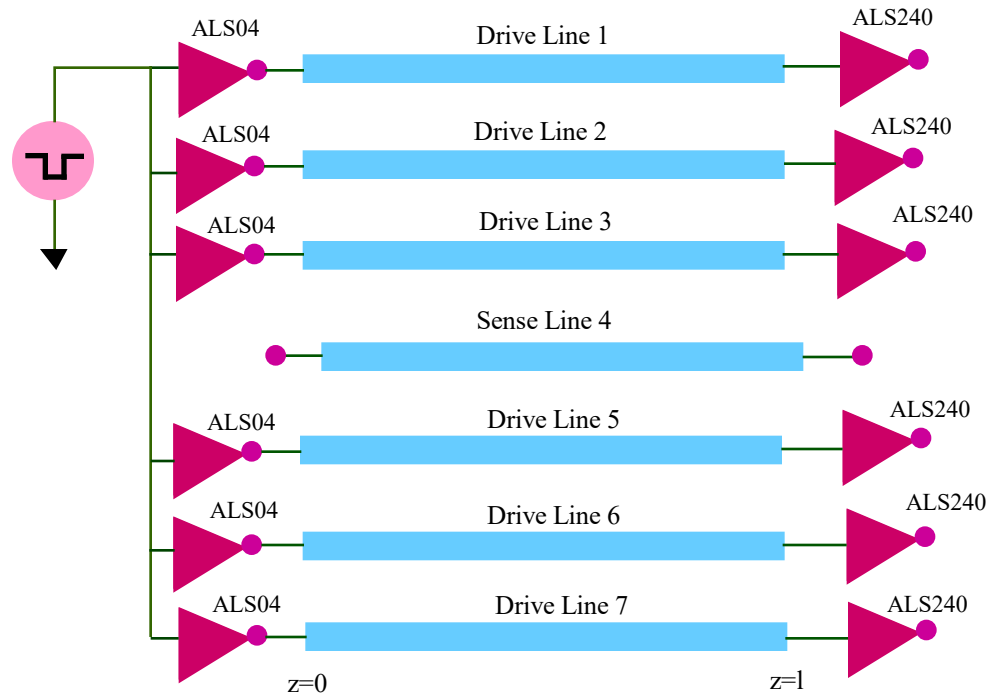 ALS04
Drive Line 1
ALS240
ALS04
Drive Line 2
ALS240
ALS04
Drive Line 3
ALS240
Sense Line 4
ALS04
Drive Line 5
ALS240
ALS04
Drive Line 6
ALS240
ALS04
Drive Line 7
ALS240
z=0
z=l